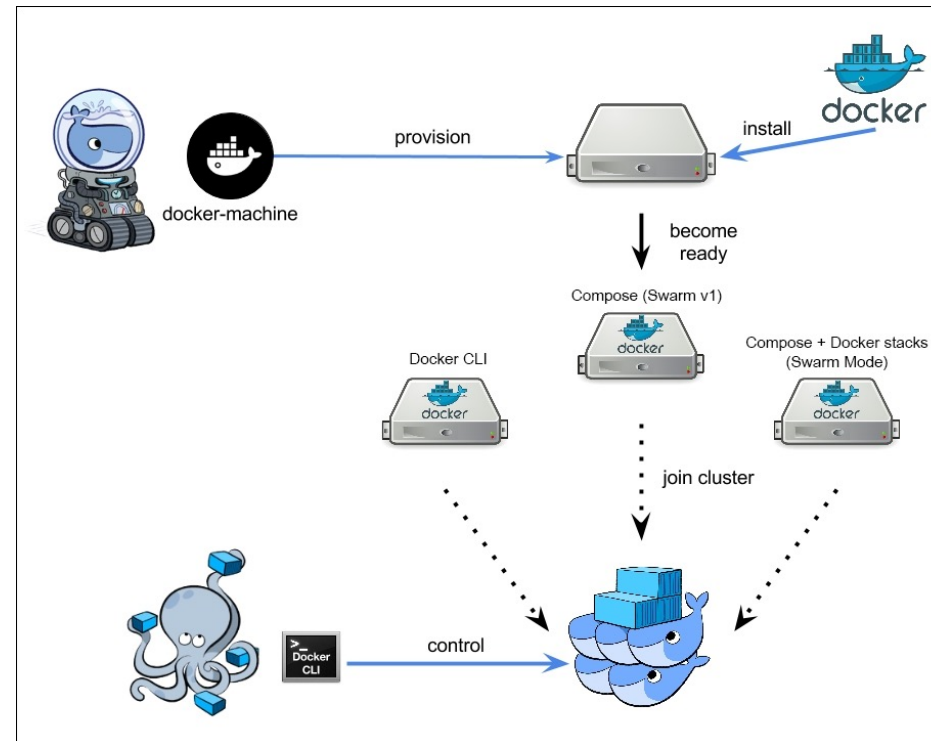 docker
provision
install
docker-machine
become
ready
Compose (Swarm v1)
docker
Compose + Docker stacks
(Swarm Mode)
Docker CLI
docker
docker
join cluster
>_
Docker
CLI
control